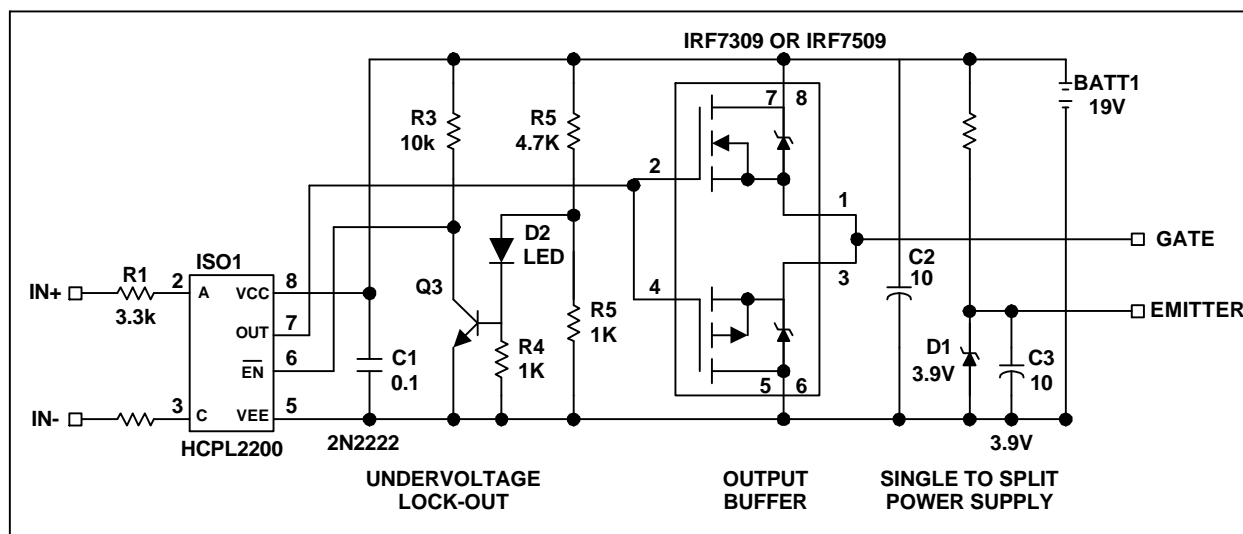 IRF7309 OR IRF7509
BATT1
19V
7 8
R3
10k
R5
4.7K
2
1
D2
LED
GATE
ISO1
R1
2
A
VCC
8
IN+
3.3k
Q3
4
3
C2
10
OUT
7
R5
1K
EMITTER
EN
6
C1
0.1
R4
1K
D1
3.9V
C3
10
5 6
IN-
3
C
VEE
5
HCPL2200
2N2222
3.9V
UNDERVOLTAGE
LOCK-OUT
OUTPUT
BUFFER
SINGLE TO SPLIT
POWER SUPPLY